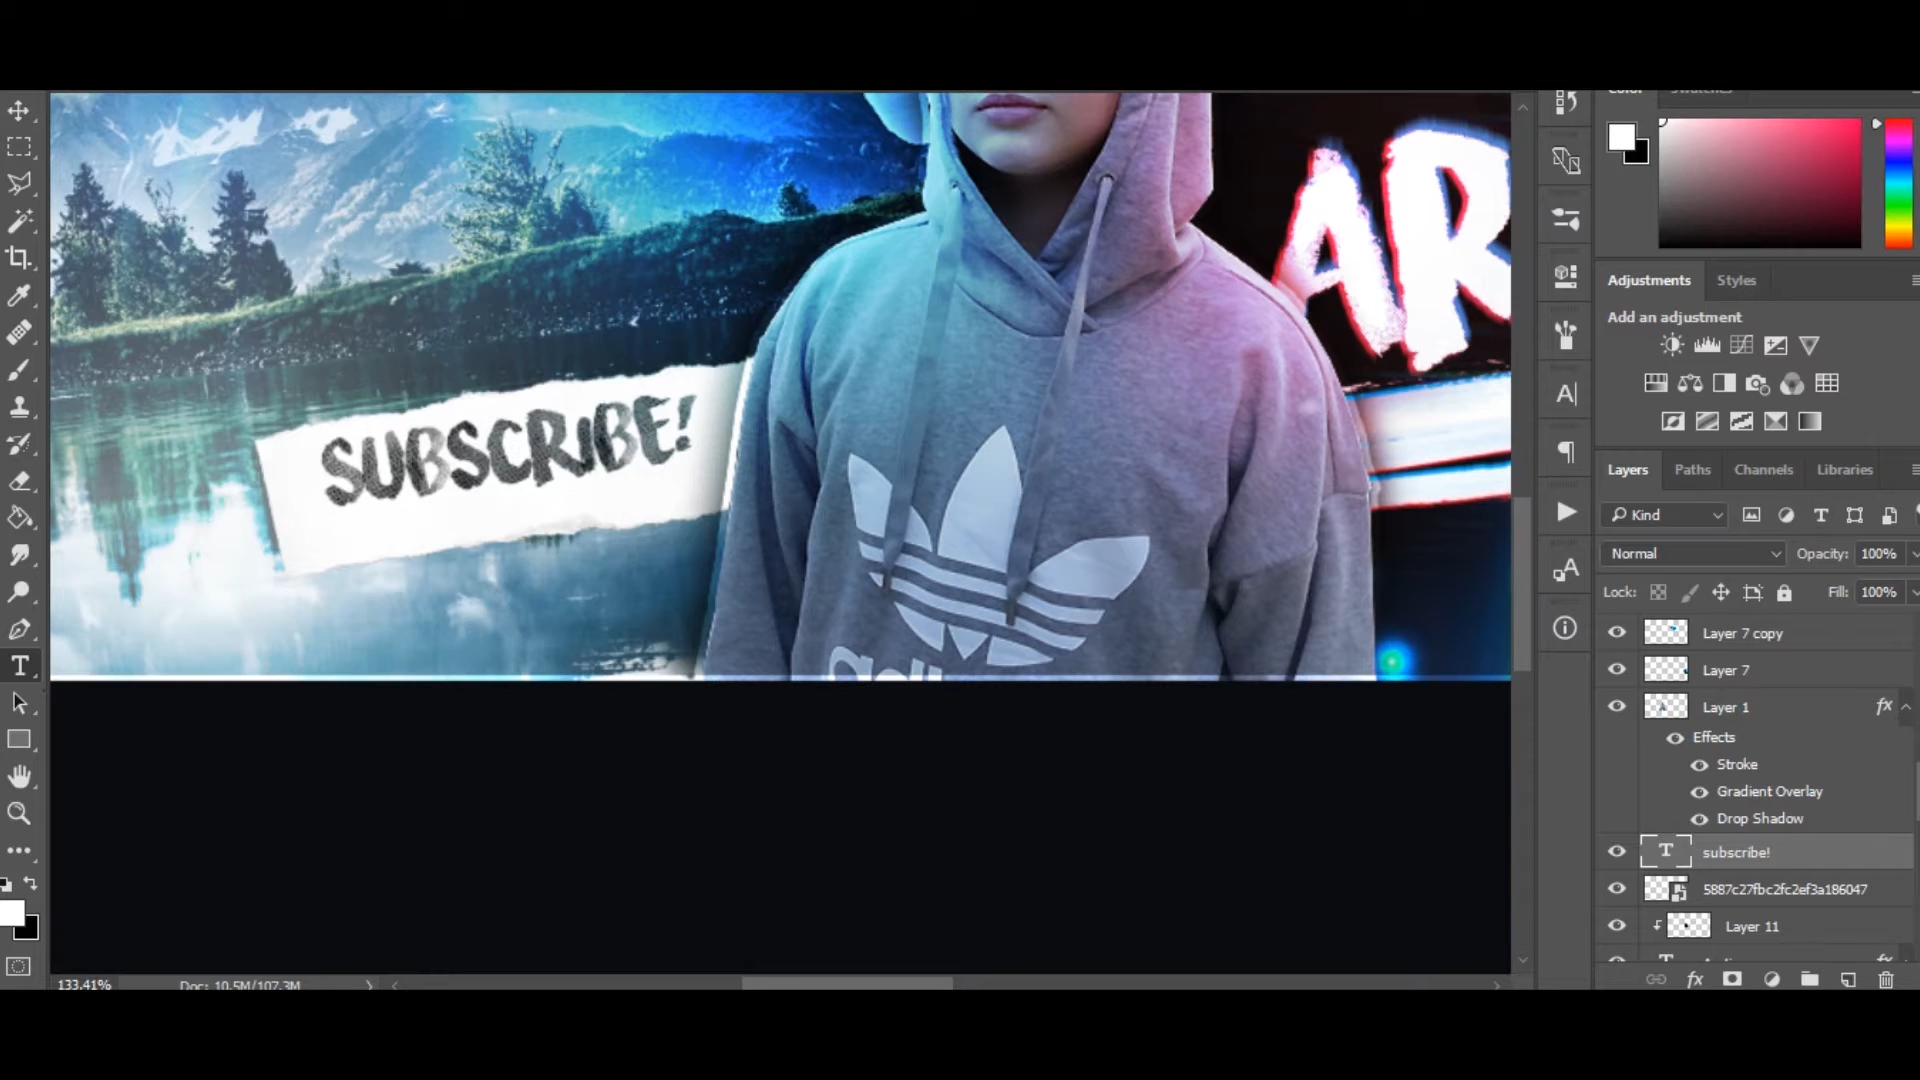 SUBSCRIBE!
AR
adi
Adjustments
Styles
Add an adjustment
Layers
Paths
Channels
Libraries
Kind
Normal
Opacity: 100%
Lock:
Fill: 100%
Layer 7 copy
Layer 7
Layer 1
fx
Effects
Stroke
Gradient Overlay
Drop Shadow
T
subscribe!
5887c27fbc2fc2ef3a186047
Layer 11
fx
133.41%
Doc: 10.5M/107.3M